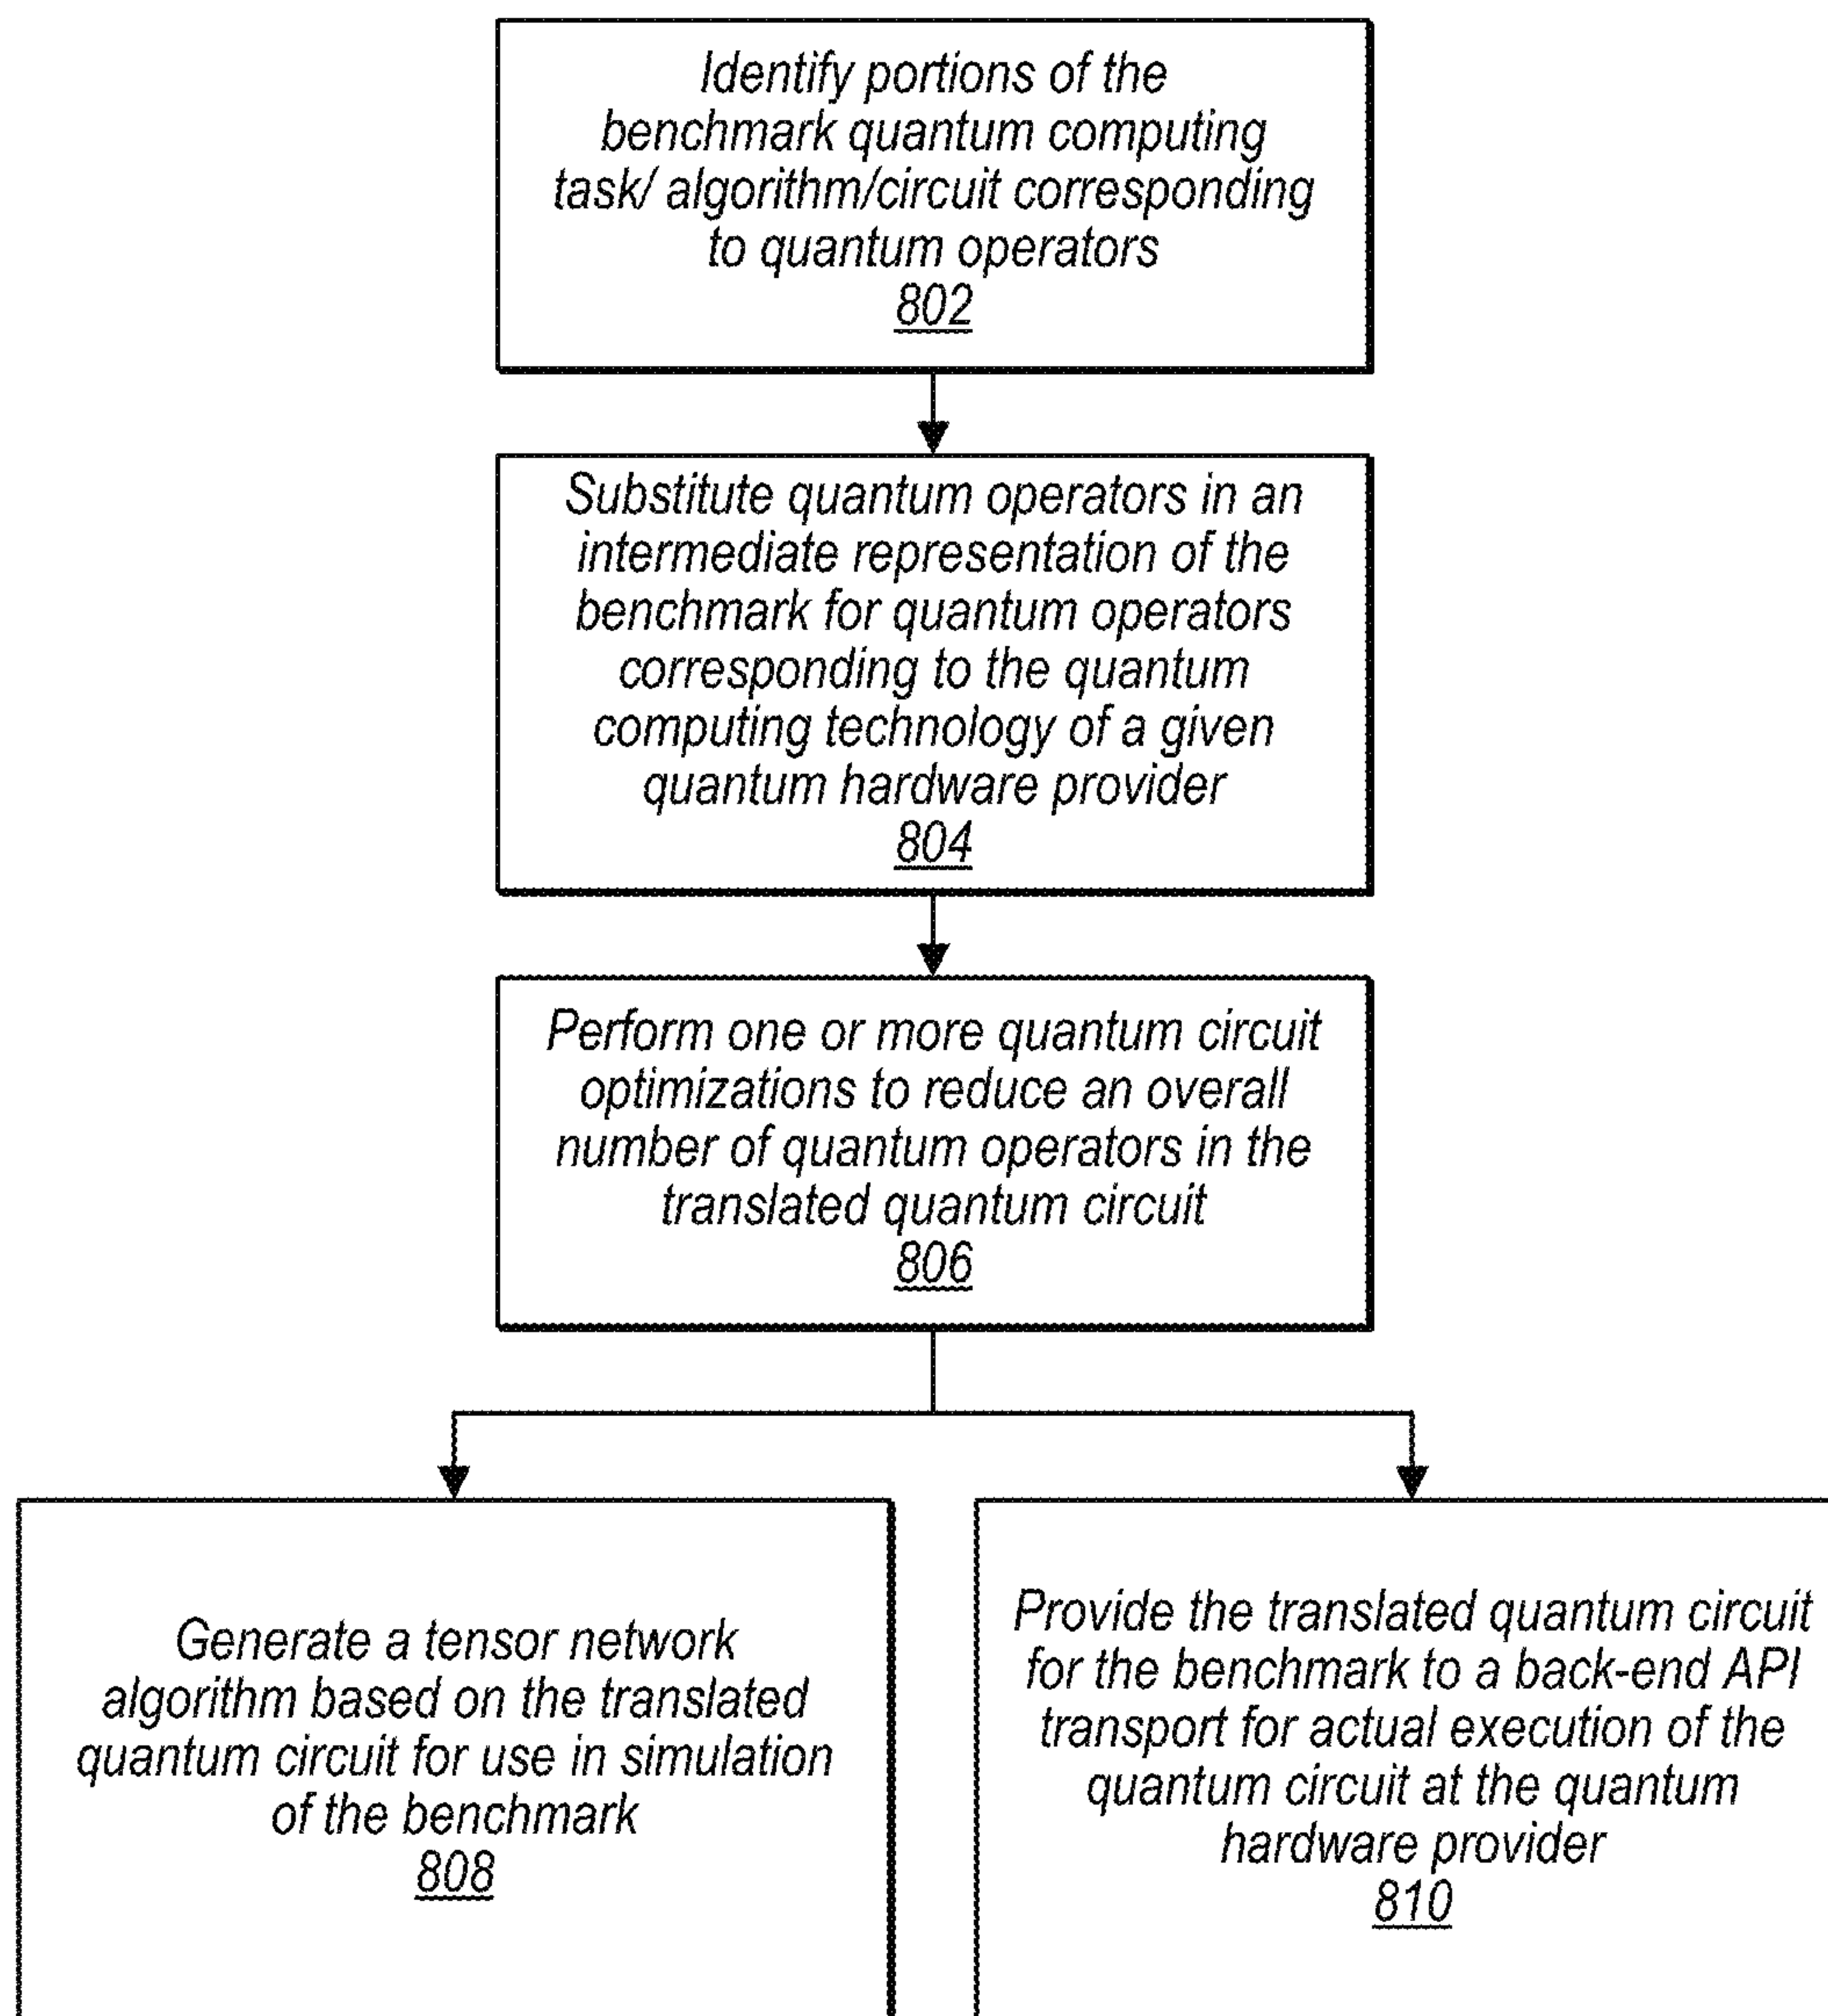 Identify portions of the
benchmark quantum computing
task/ algorithm/circuit corresponding
to quantum operators
802
Substitute quantum operators in an
intermediate representation of the
benchmark for quantum operators
corresponding to the quantum
computing technology of a given
quantum hardware provider
804
Perform one or more quantum circuit
optimizations to reduce an overall
number of quantum operators in the
translated quantum circuit
806
Generate a tensor network
algorithm based on the translated
quantum circuit for use in simulation
of the benchmark
808
Provide the translated quantum circuit
for the benchmark to a back-end API
transport for actual execution of the
quantum circuit at the quantum
hardware provider
810